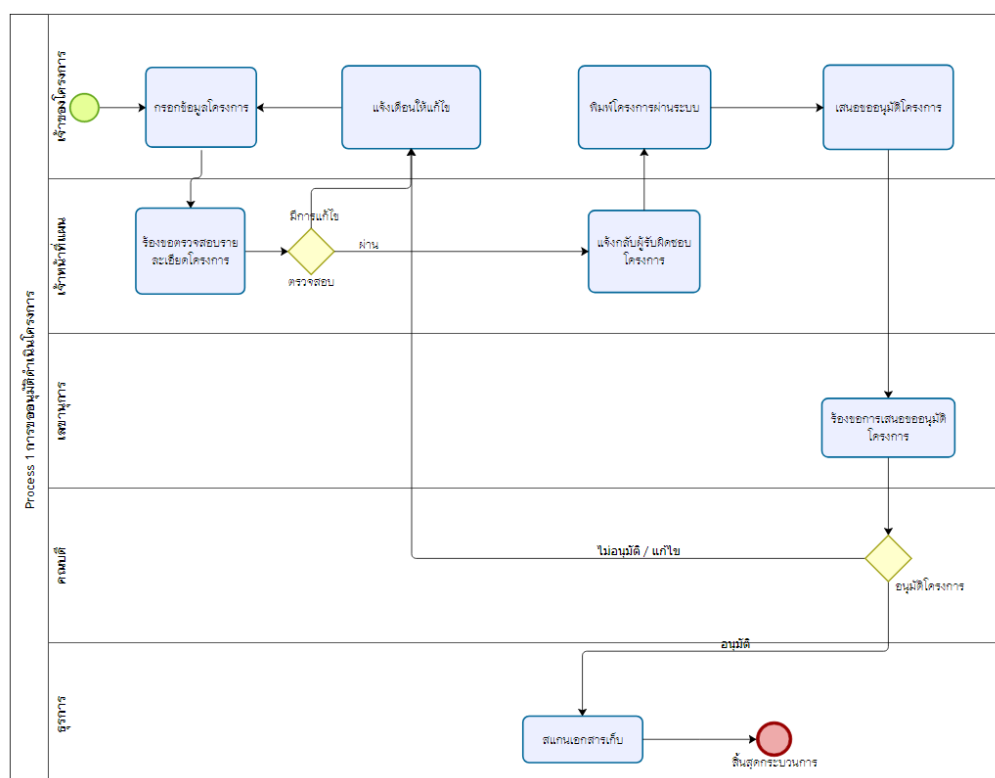 Process 1 การขออนุมัติดำเนินโครงการ
เจ้าของโครงการ
กรอกข้อมูลโครงการ
แจ้งเตือนให้แก้ไข
พิมพ์โครงการผ่านระบบ
เสนอขออนุมัติโครงการ
เจ้าหน้าที่แผน
ร้องขอตรวจสอบราย
ละเอียดโครงการ
มีการแก้ไข
ตรวจสอบ
ผ่าน
แจ้งกลับผู้รับผิดชอบ
โครงการ
เลขานุการ
ร้องขอการเสนอขออนุมัติ
โครงการ
คณบดี
ไม่อนุมัติ / แก้ไข
อนุมัติโครงการ
ธุรการ
อนุมัติ
สแกนเอกสารเก็บ
สิ้นสุดกระบวนการ